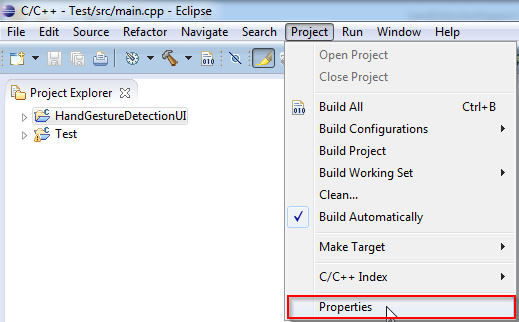 C/C++ - Test/src/main.cpp - Eclipse
File Edit Source Refactor Navigate Search Project Run Window Help
Project Explorer
HandGestureDetectionUI
Test
Open Project
Close Project
Build All Ctrl+B
Build Configurations
Build Project
Build Working Set
Clean...
Build Automatically
Make Target
C/C++ Index
Properties